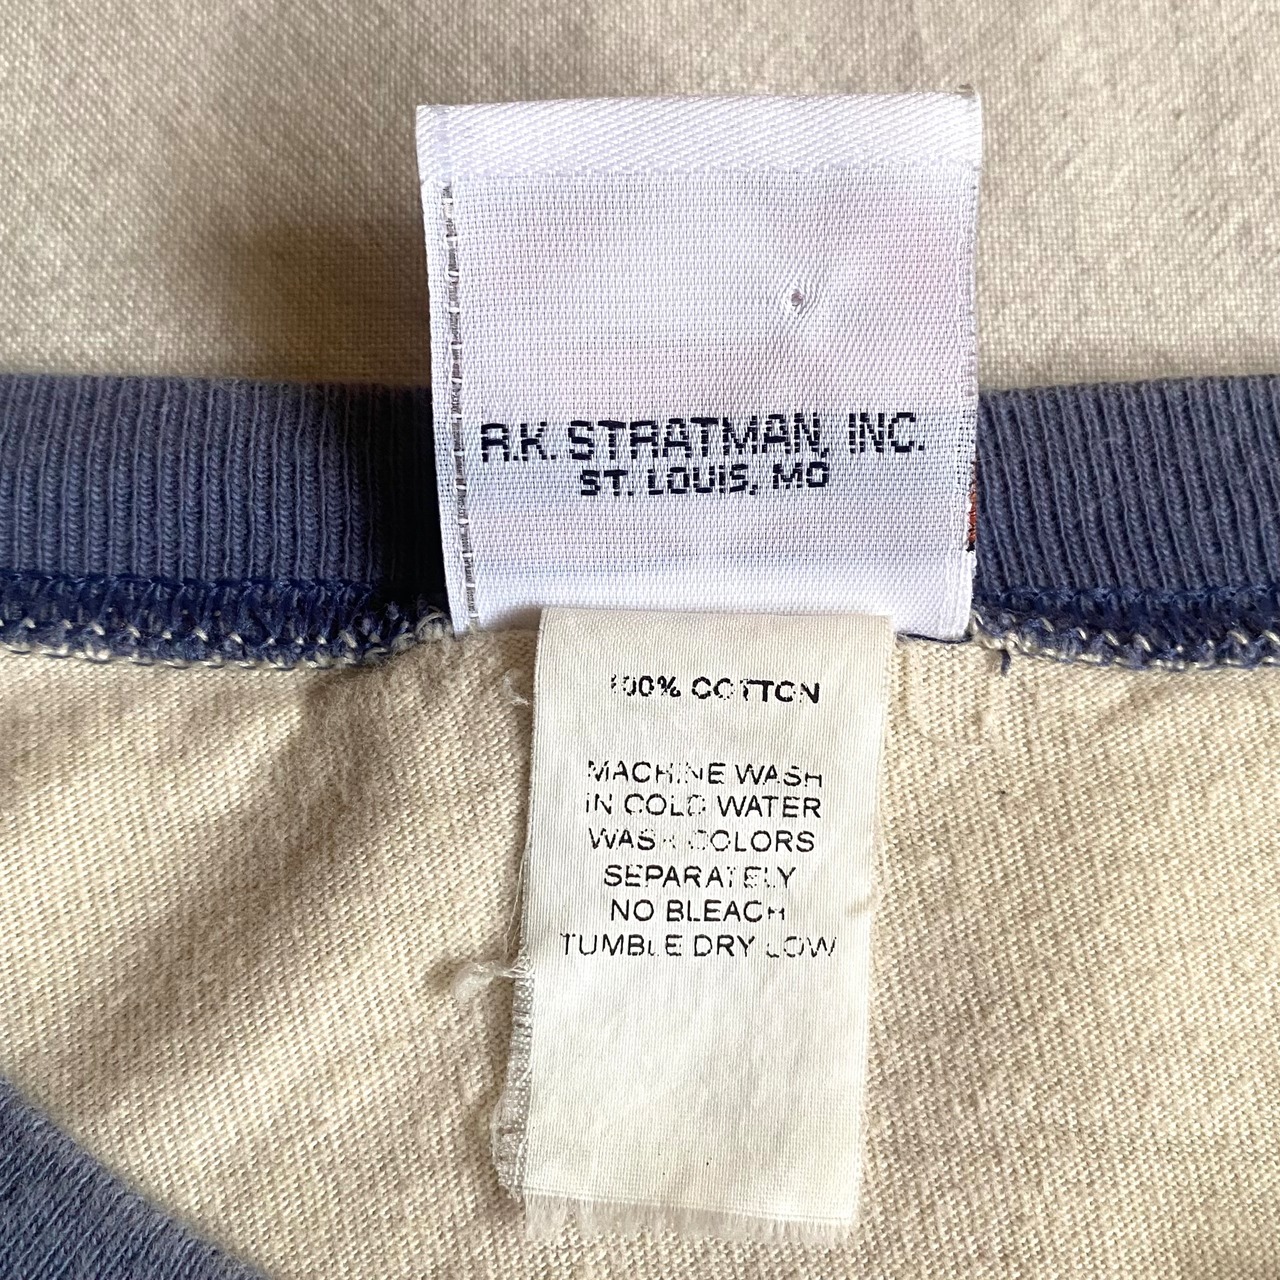 R.K. STRATMAN, INC.
ST. LOUIS, MO
100% COTTON
MACHINE WASH
IN COLD WATER
WASH COLORS
SEPARATELY
NO BLEACH
TUMBLE DRY LOW